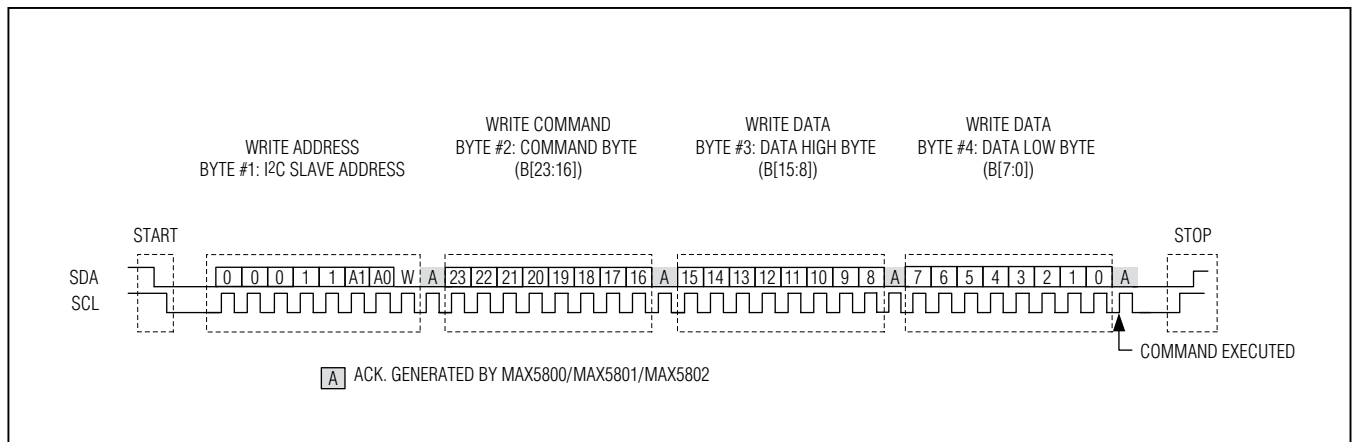 WRITE ADDRESS
BYTE #1: I2C SLAVE ADDRESS
WRITE COMMAND
BYTE #2: COMMAND BYTE
(B[23:16])
WRITE DATA
BYTE #3: DATA HIGH BYTE
(B[15:8])
WRITE DATA
BYTE #4: DATA LOW BYTE
(B[7:0])
START
STOP
SDA
0 0 0 1 1 A1 A0 W A 23 22 21 20 19 18 17 16 A 15 14 13 12 11 10 9 8 A 7 6 5 4 3 2 1 0 A
SCL
COMMAND EXECUTED
A ACK. GENERATED BY MAX5800/MAX5801/MAX5802